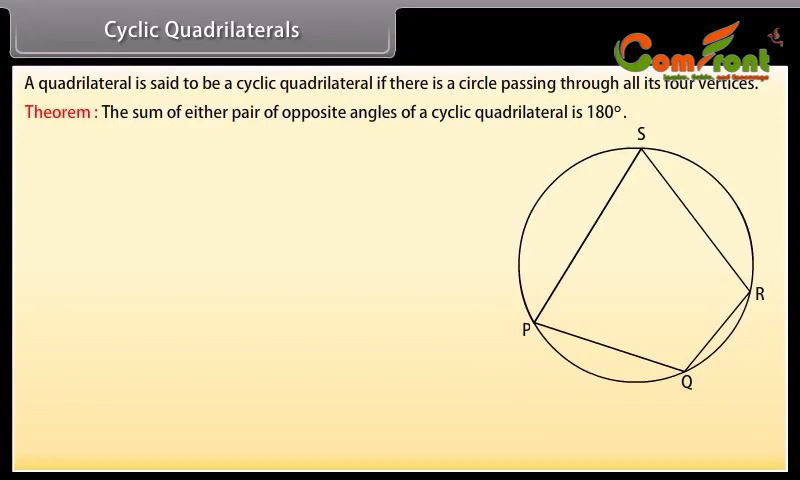 Cyclic Quadrilaterals
ComFront
A quadrilateral is said to be a cyclic quadrilateral if there is a circle passing through all its four vertices.
Theorem : The sum of either pair of opposite angles of a cyclic quadrilateral is 180°.
S
R
P
Q